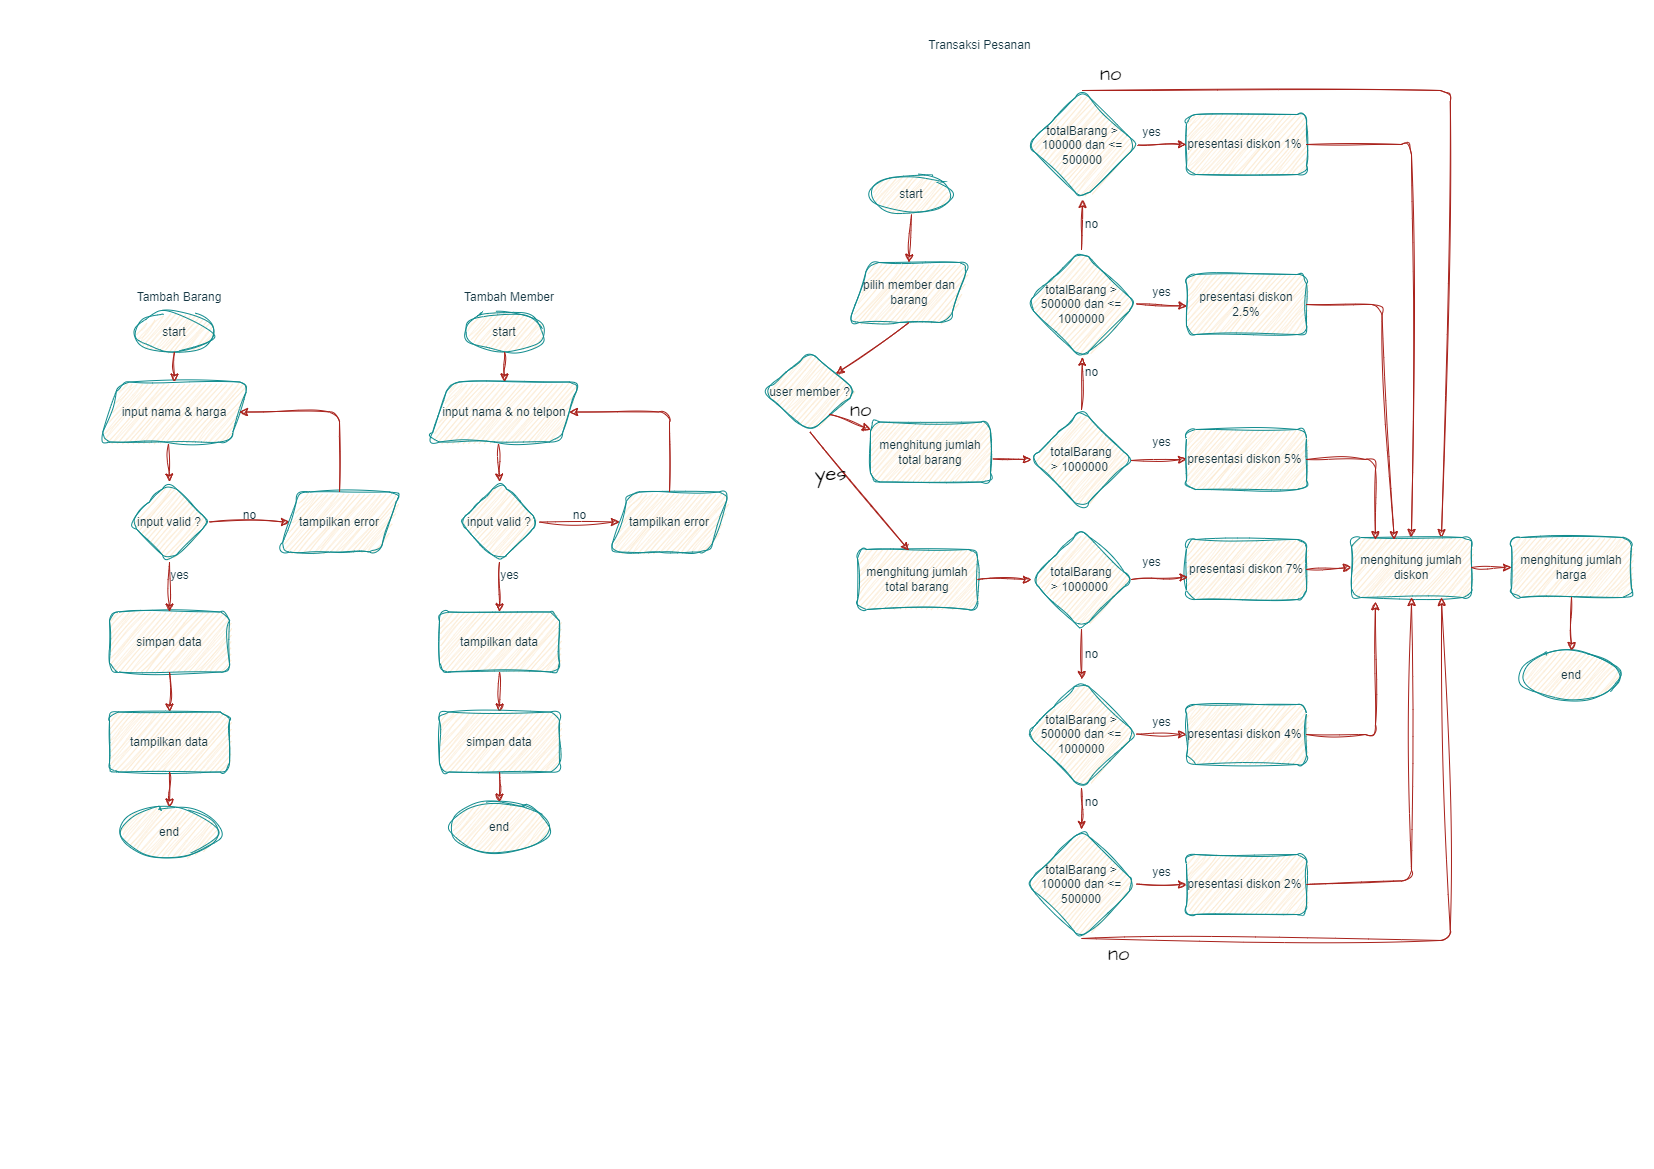 Tambah Barang
start
input nama & harga
input valid ?
no
tampilkan error
yes
simpan data
tampilkan data
end
Tambah Member
start
input nama & no telpon
input valid ?
no
tampilkan error
yes
tampilkan data
simpan data
end
Transaksi Pesanan
start
pilih member dan
barang
user member ?
no
menghitung jumlah
total barang
yes
menghitung jumlah
total barang
no
totalBarang >
100000 dan <=
500000
yes
presentasi diskon 1%
no
totalBarang >
500000 dan <=
1000000
yes
presentasi diskon
2.5%
no
totalBarang
> 1000000
yes
presentasi diskon 5%
totalBarang
> 1000000
yes
presentasi diskon 7%
no
totalBarang >
500000 dan <=
1000000
yes
presentasi diskon 4%
no
totalBarang >
100000 dan <=
500000
yes
presentasi diskon 2%
no
menghitung jumlah
diskon
menghitung jumlah
harga
end